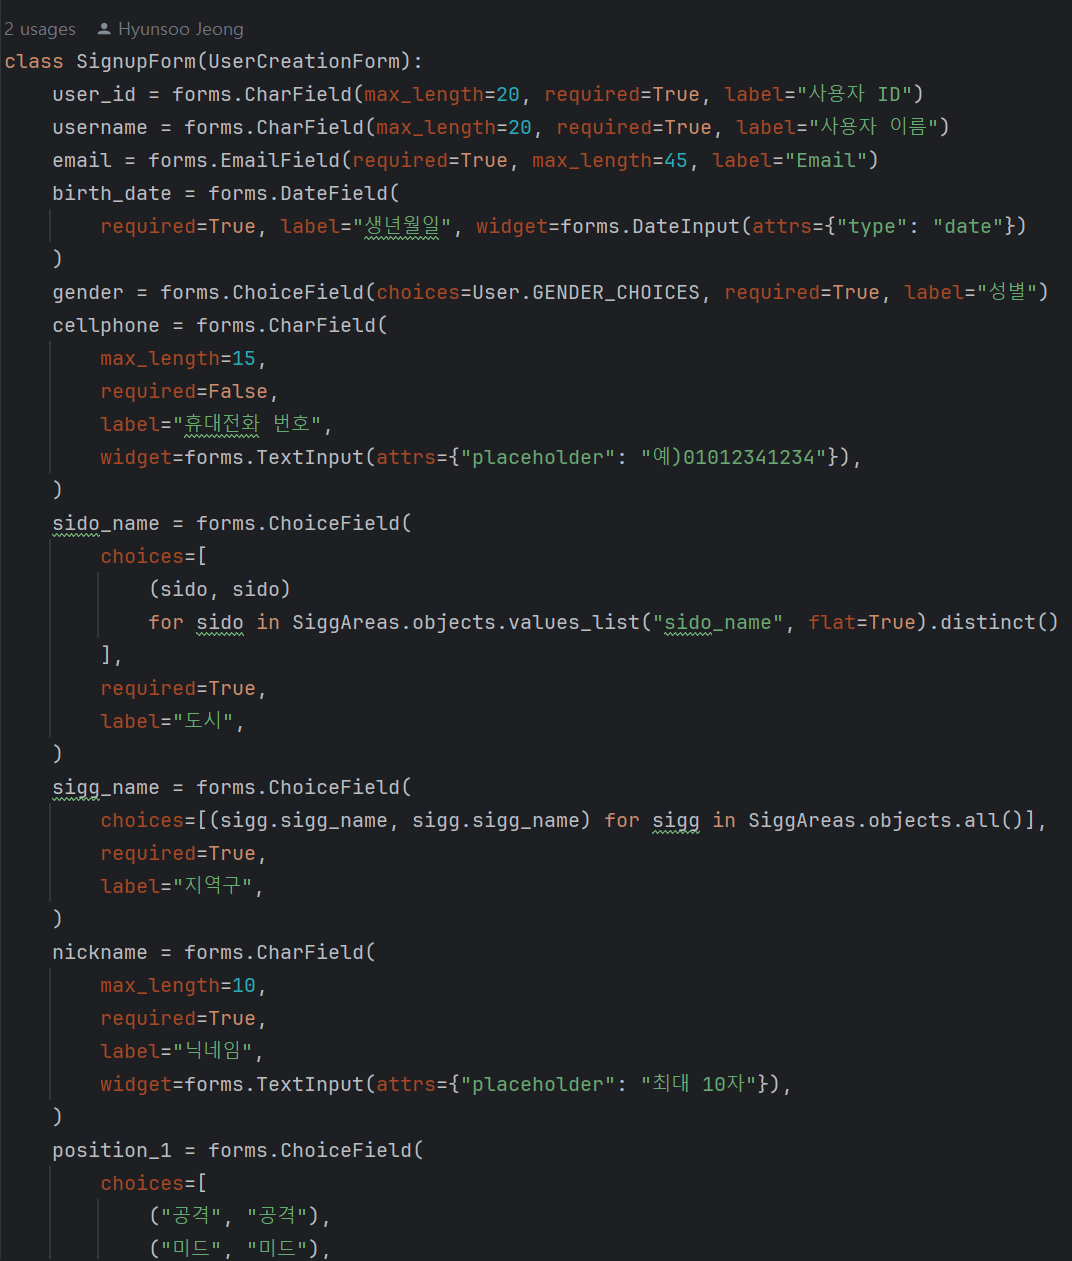 2 usages Hyunsoo Jeong
class SignupForm(UserCreationForm):
    user_id = forms.CharField(max_length=20, required=True, label="사용자 ID")
    username = forms.CharField(max_length=20, required=True, label="사용자 이름")
    email = forms.EmailField(required=True, max_length=45, label="Email")
    birth_date = forms.DateField(
        required=True, label="생년월일", widget=forms.DateInput(attrs={"type": "date"})
    )
    gender = forms.ChoiceField(choices=User.GENDER_CHOICES, required=True, label="성별")
    cellphone = forms.CharField(
        max_length=15,
        required=False,
        label="휴대전화 번호",
        widget=forms.TextInput(attrs={"placeholder": "예)01012341234"}),
    )
    sido_name = forms.ChoiceField(
        choices=[
            (sido, sido)
            for sido in SiggAreas.objects.values_list("sido_name", flat=True).distinct()
        ],
        required=True,
        label="도시",
    )
    sigg_name = forms.ChoiceField(
        choices=[(sigg.sigg_name, sigg.sigg_name) for sigg in SiggAreas.objects.all()],
        required=True,
        label="지역구",
    )
    nickname = forms.CharField(
        max_length=10,
        required=True,
        label="닉네임",
        widget=forms.TextInput(attrs={"placeholder": "최대 10자"}),
    )
    position_1 = forms.ChoiceField(
        choices=[
            ("공격", "공격"),
            ("미드", "미드"),